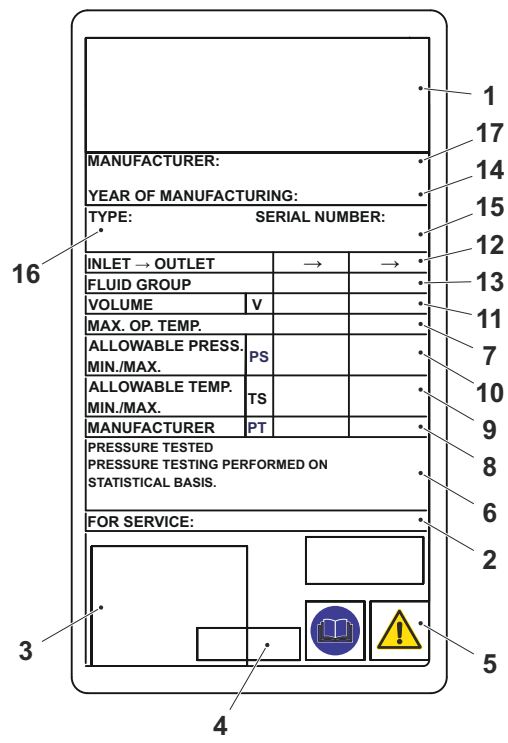 1
MANUFACTURER: 17
YEAR OF MANUFACTURING: 14
TYPE: SERIAL NUMBER: 15
16
INLET → OUTLET → → 12
FLUID GROUP 13
VOLUME V 11
MAX. OP. TEMP. 7
ALLOWABLE PRESS.
MIN./MAX. PS 10
ALLOWABLE TEMP.
MIN./MAX. TS 9
MANUFACTURER PT 8
PRESSURE TESTED
PRESSURE TESTING PERFORMED ON
STATISTICAL BASIS. 6
FOR SERVICE: 2
3
4
5